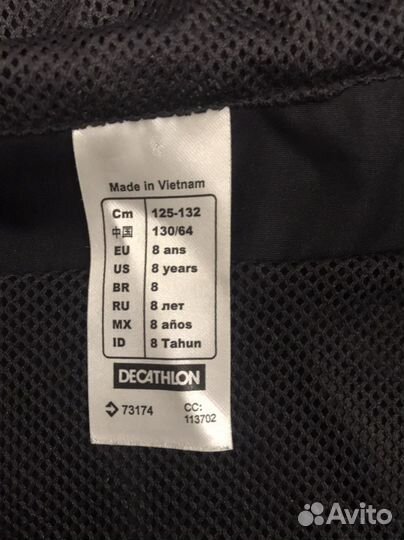 Made in Vietnam
Cm 125-132
中国 130/64
EU 8 ans
US 8 years
BR 8
RU 8 лет
MX 8 años
ID 8 Tahun
DECATHLON
73174 CC:
113702
Avito